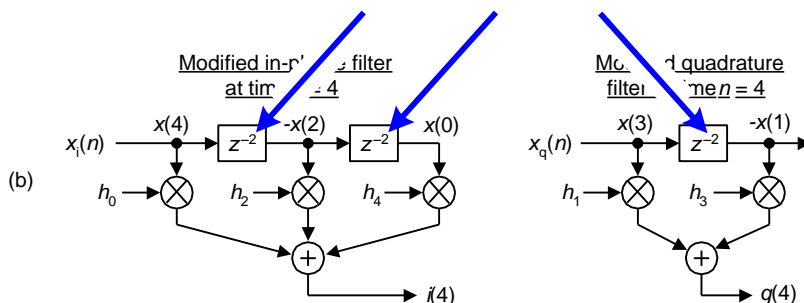 Modified in-p filter
at tim = 4
Mo d quadrature
filter me n = 4
x(4) -x(2) x(0) x(3) -x(1)
xᵢ(n) z⁻² z⁻² x_q(n) z⁻²
(b) h₀ h₂ h₄ h₁ h₃
+ +
i(4) q(4)